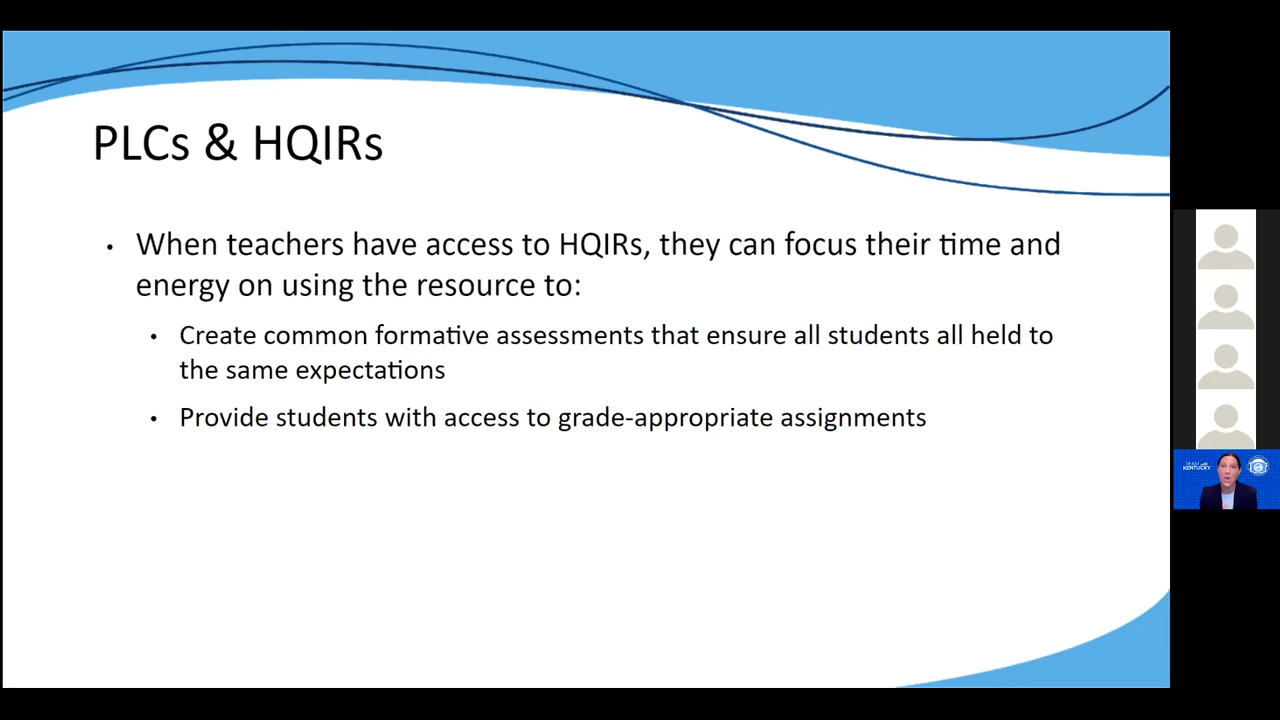 PLCs & HQIRs
• When teachers have access to HQIRs, they can focus their time and
energy on using the resource to:
• Create common formative assessments that ensure all students all held to
the same expectations
• Provide students with access to grade-appropriate assignments
TEAM
KENTUCKY